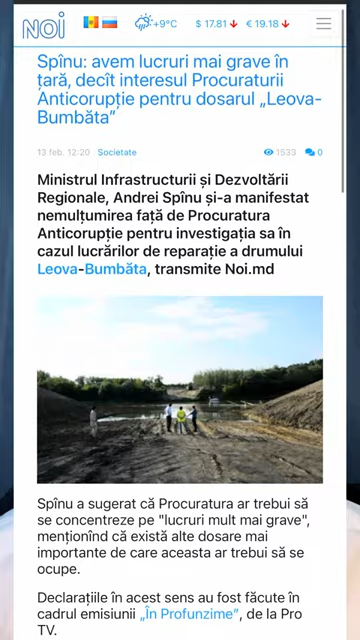 NOI
+9°C
$ 17.81
€ 19.18
Spînu: avem lucruri mai grave în
țară, decît interesul Procuraturii
Anticorupție pentru dosarul „Leova-
Bumbăta”
13 feb. 12:20
Societate
1533
0
Ministrul Infrastructurii și Dezvoltării
Regionale, Andrei Spînu și-a manifestat
nemulțumirea față de Procuratura
Anticorupție pentru investigația sa în
cazul lucrărilor de reparație a drumului
Leova-Bumbăta, transmite Noi.md
Spînu a sugerat că Procuratura ar trebui să
se concentreze pe "lucruri mult mai grave",
menționînd că există alte dosare mai
importante de care aceasta ar trebui să se
ocupe.
Declarațiile în acest sens au fost făcute în
cadrul emisiunii „În Profunzime”, de la Pro
TV.